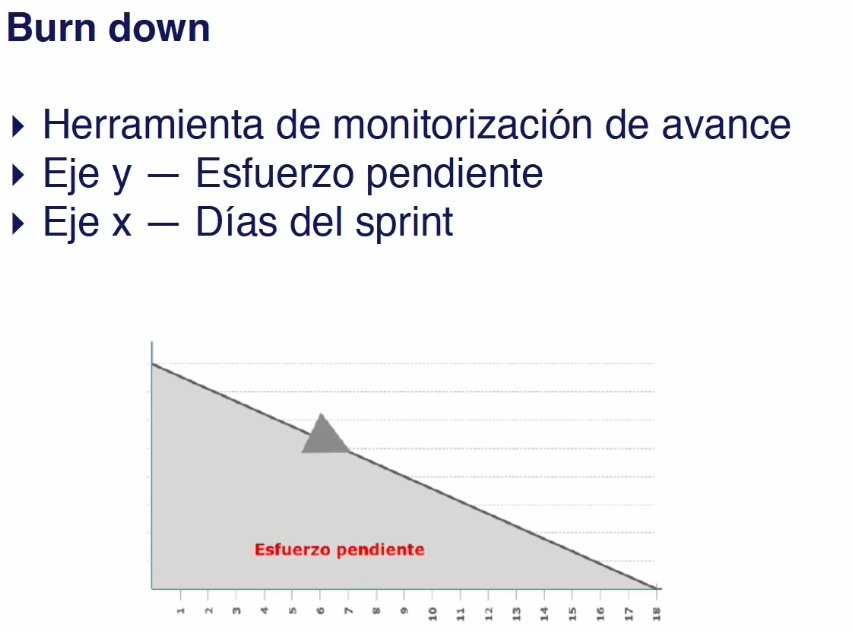 Burn down
Herramienta de monitorización de avance
Eje y — Esfuerzo pendiente
Eje x — Días del sprint
Esfuerzo pendiente
1 2 3 4 5 6 7 8 9 10 11 12 13 14 15 16 17 18